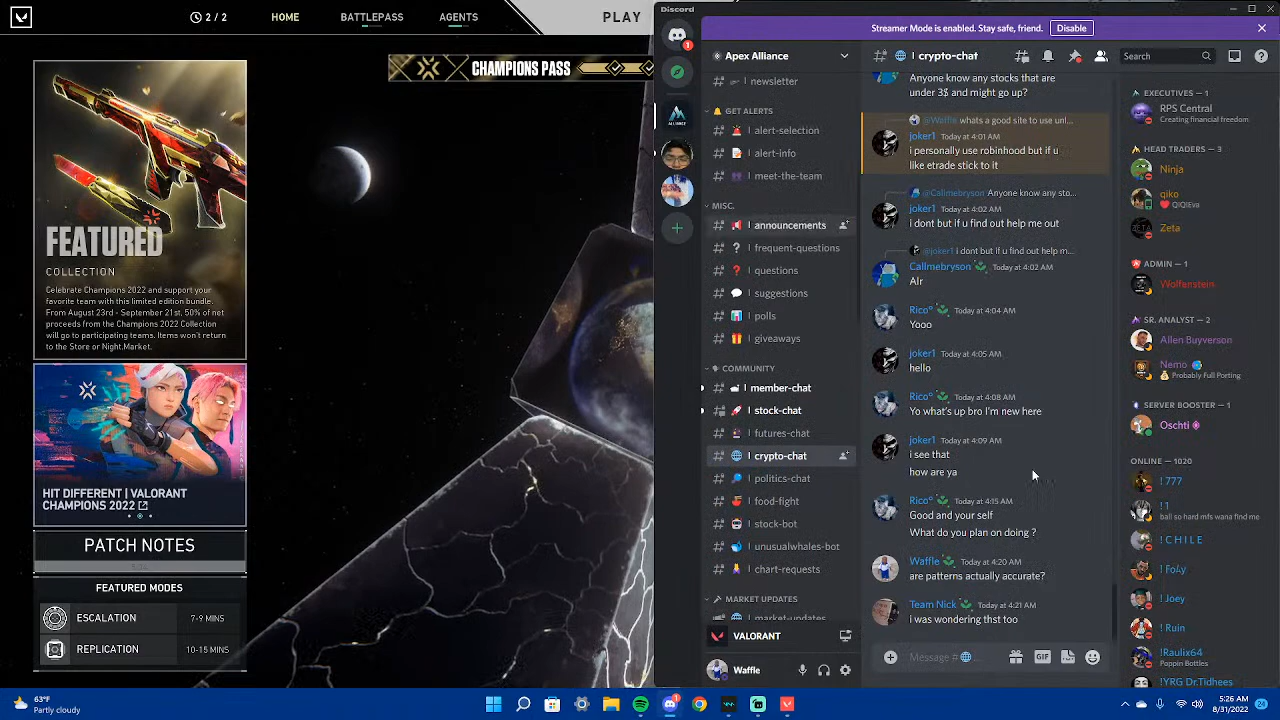 2 / 2
HOME
BATTLEPASS
AGENTS
PLAY
CHAMPIONS PASS
FEATURED
COLLECTION
Celebrate Champions 2022 and support your
favorite team with this limited edition bundle.
From August 23rd - September 21st, 50% of net
proceeds from the Champions 2022 Collection
will go to participating teams. Items won't return
to the Store or Night.Market.
HIT DIFFERENT | VALORANT
CHAMPIONS 2022
PATCH NOTES
FEATURED MODES
ESCALATION
7-9 MINS
REPLICATION
10-15 MINS
Discord
Streamer Mode is enabled. Stay safe, friend.
Disable
1
ALLIANCE
Apex Alliance
newsletter
GET ALERTS
alert-selection
alert-info
meet-the-team
MISC.
announcements
frequent-questions
questions
suggestions
polls
giveaways
COMMUNITY
member-chat
stock-chat
futures-chat
crypto-chat
politics-chat
food-fight
stock-bot
unusualwhales-bot
chart-requests
MARKET UPDATES
market-updates
VALORANT
Waffle
crypto-chat
Search
Anyone know any stocks that are
under 3$ and might go up?
@Waffle whats a good site to use unl...
joker1 Today at 4:01 AM
i personally use robinhood but if u
like etrade stick to It
@Callmebryson Anyone know any sto...
joker1 Today at 4:02 AM
i dont but if u find out help me out
@joker1 i dont but if u find out help m...
Callmebryson Today at 4:02 AM
Alr
Rico° Today at 4:04 AM
Yooo
joker1 Today at 4:05 AM
hello
Rico° Today at 4:08 AM
Yo what's up bro I'm new here
joker1 Today at 4:09 AM
i see that
how are ya
Rico° Today at 4:15 AM
Good and your self
What do you plan on doing ?
Waffle Today at 4:20 AM
are patterns actually accurate?
Team Nick Today at 4:21 AM
i was wondering that too
Message #
GIF
EXECUTIVES — 1
RPS Central
Creating financial freedom
HEAD TRADERS — 3
Ninja
qiko
QIQIEva
Zeta
ADMIN — 1
Wolfenstein
SR. ANALYST — 2
Allen Buyverson
Nemo
Probably Full Porting
SERVER BOOSTER — 1
Oschti
ONLINE — 1020
! 777
! 1
ball so hard mfs wana find me
! C H I L E
! FoAy
! Joey
! Ruin
!Raulix64
Poppin Bottles
!YRG Dr.Tidhees
63°F
Partly cloudy
1
5:26 AM
8/31/2022